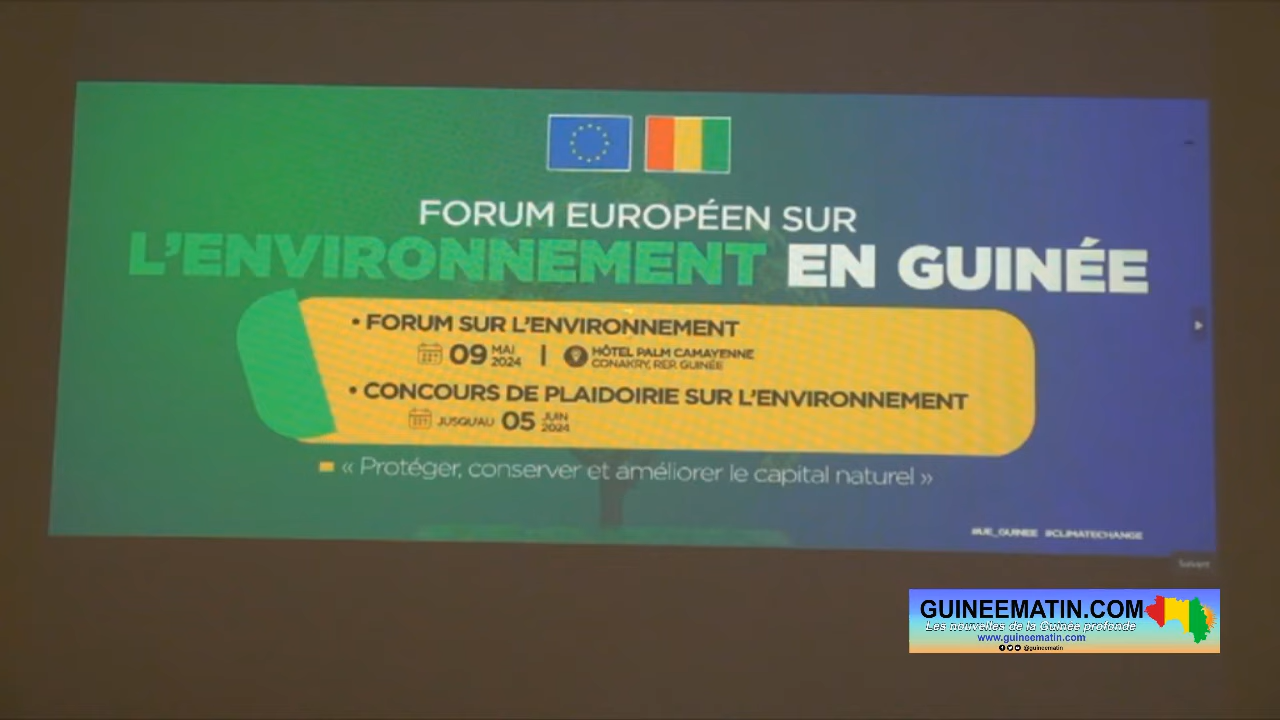 FORUM EUROPÉEN SUR
L'ENVIRONNEMENT EN GUINÉE
• FORUM SUR L'ENVIRONNEMENT
09 MAI 2024 | HÔTEL PALM CAMAYENNE
CONAKRY, REP. GUINÉE
• CONCOURS DE PLAIDOIRIE SUR L'ENVIRONNEMENT
JUSQU'AU 05 JUIN 2024
« Protéger, conserver et améliorer le capital naturel »
#UE_GUINEE #CLIMATECHANGE
Suivant
GUINEEMATIN.COM
Les nouvelles de la Guinée profonde
www.guineematin.com
@guineematin